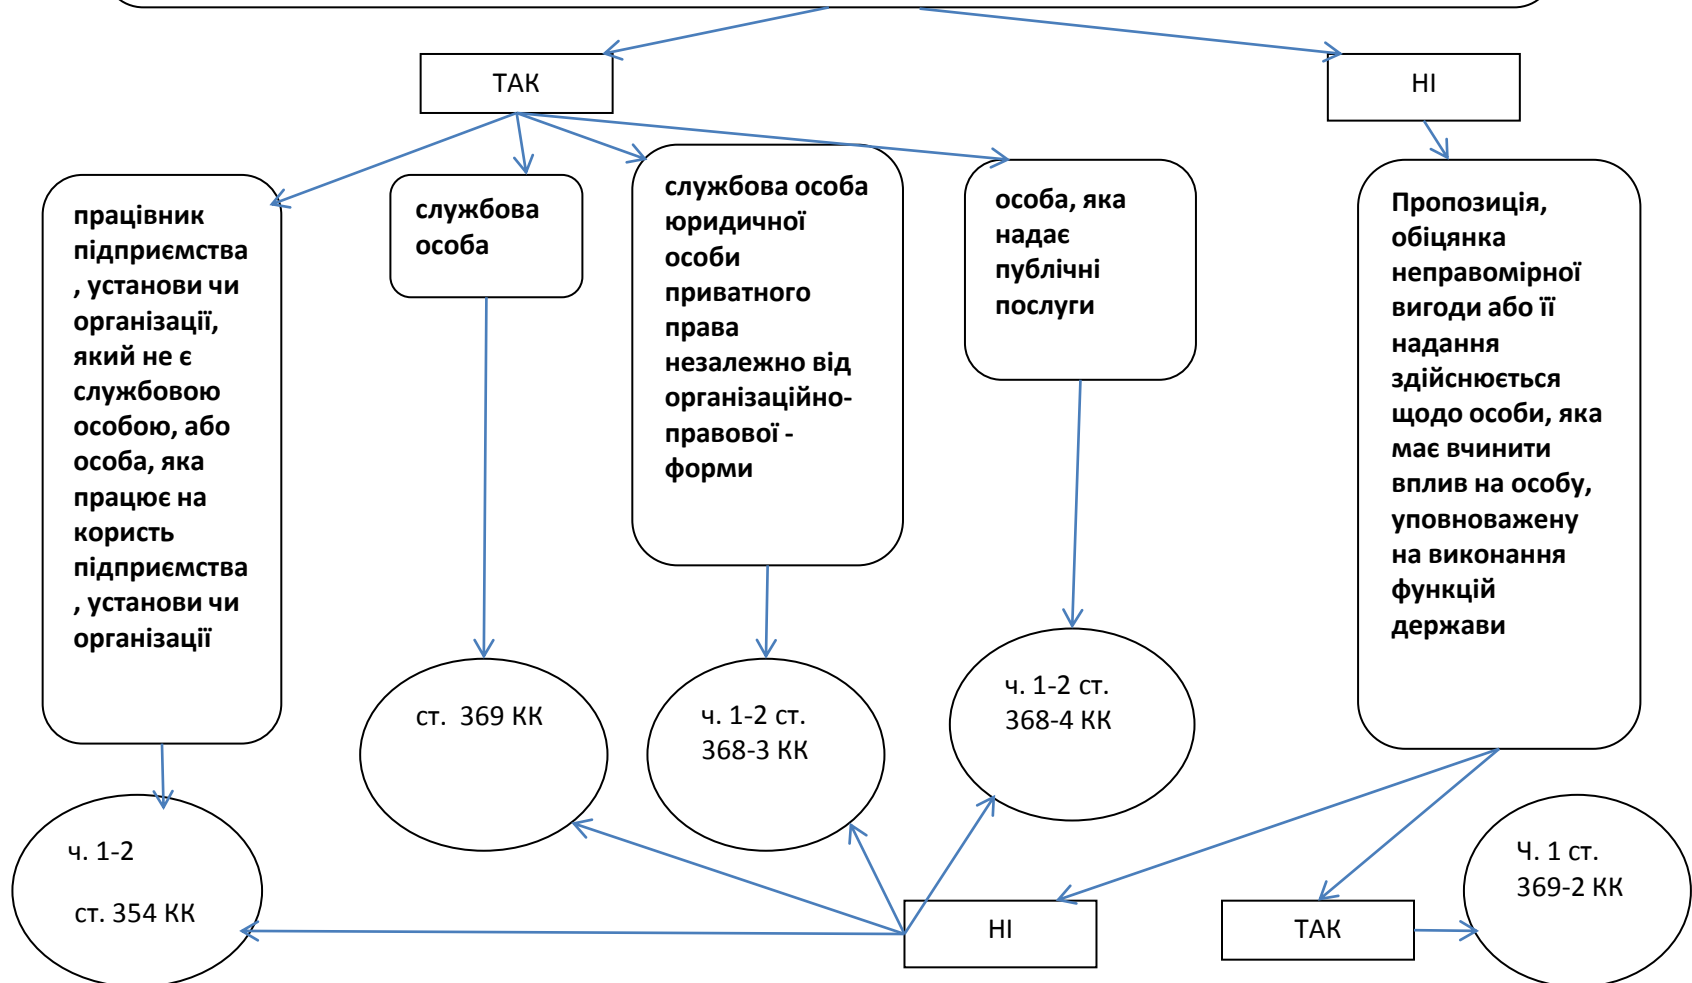 ТАК
НІ
працівник
підприємства
, установи чи
організації,
який не є
службовою
особою, або
особа, яка
працює на
користь
підприємства
, установи чи
організації
службова
особа
службова особа
юридичної
особи
приватного
права
незалежно від
організаційно-
правової -
форми
особа, яка
надає
публічні
послуги
Пропозиція,
обіцянка
неправомірної
вигоди або її
надання
здійснюється
щодо особи, яка
має вчинити
вплив на особу,
уповноважену
на виконання
функцій
держави
ч. 1-2
ст. 354 КК
ст. 369 КК
ч. 1-2 ст.
368-3 КК
ч. 1-2 ст.
368-4 КК
НІ
ТАК
Ч. 1 ст.
369-2 КК